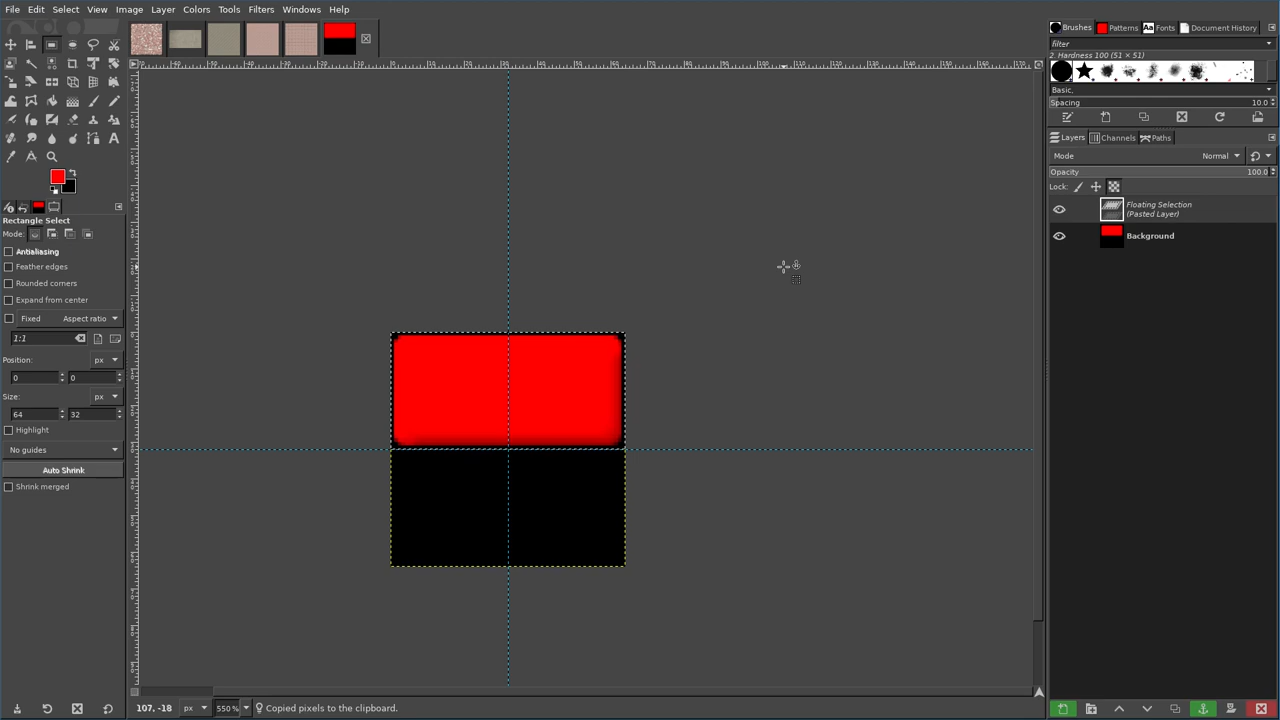 File Edit Select View Image Layer Colors Tools Filters Windows Help
Brushes Patterns Aa Fonts Document History
filter
2. Hardness 100 (51 × 51)
Basic,
Spacing 10.0
Layers Channels Paths
Mode Normal
Opacity 100.0
Lock:
Floating Selection
(Pasted Layer)
Background
Rectangle Select
Mode:
Antialiasing
Feather edges
Rounded corners
Expand from center
Fixed Aspect ratio
1:1
Position: px
0 0
Size: px
64 32
Highlight
No guides
Auto Shrink
Shrink merged
107, -18 px 550 % Copied pixels to the clipboard.